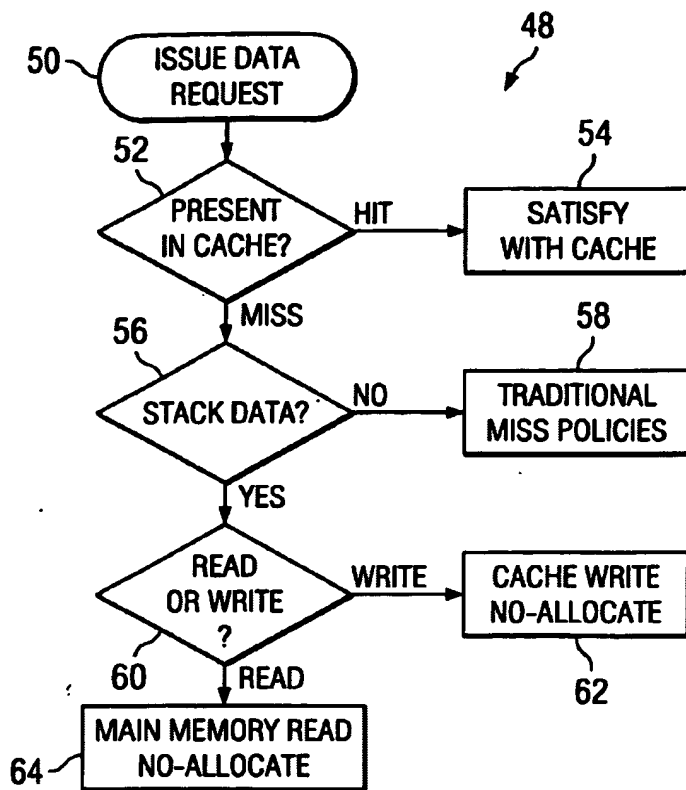 48
50
ISSUE DATA
REQUEST
52
PRESENT
IN CACHE?
HIT
54
SATISFY
WITH CACHE
MISS
56
STACK DATA?
NO
58
TRADITIONAL
MISS POLICIES
YES
READ
OR WRITE
?
WRITE
CACHE WRITE
NO-ALLOCATE
60
62
READ
MAIN MEMORY READ
NO-ALLOCATE
64